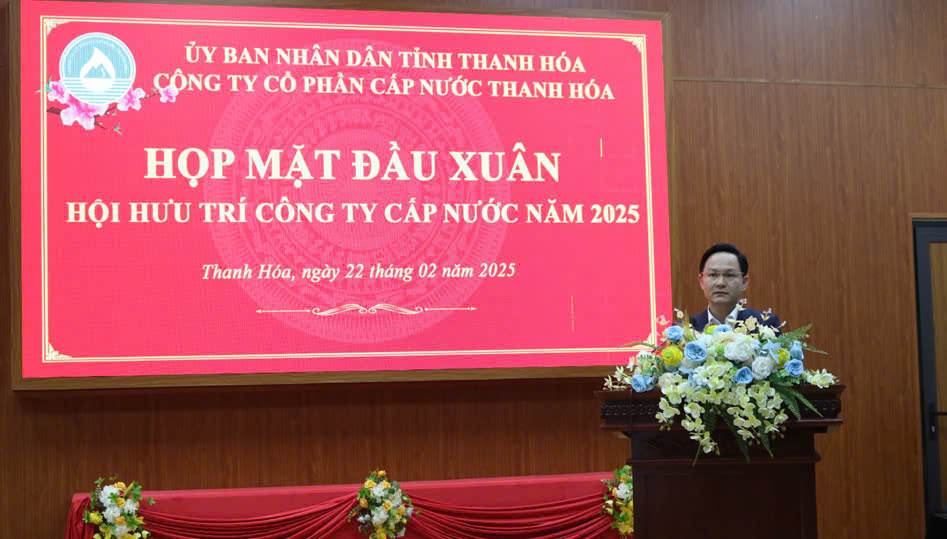 ỦY BAN NHÂN DÂN TỈNH THANH HÓA
CÔNG TY CỔ PHẦN CẤP NƯỚC THANH HÓA
HỌP MẶT ĐẦU XUÂN
HỘI HƯU TRÍ CÔNG TY CẤP NƯỚC NĂM 2025
Thanh Hóa, ngày 22 tháng 02 năm 2025